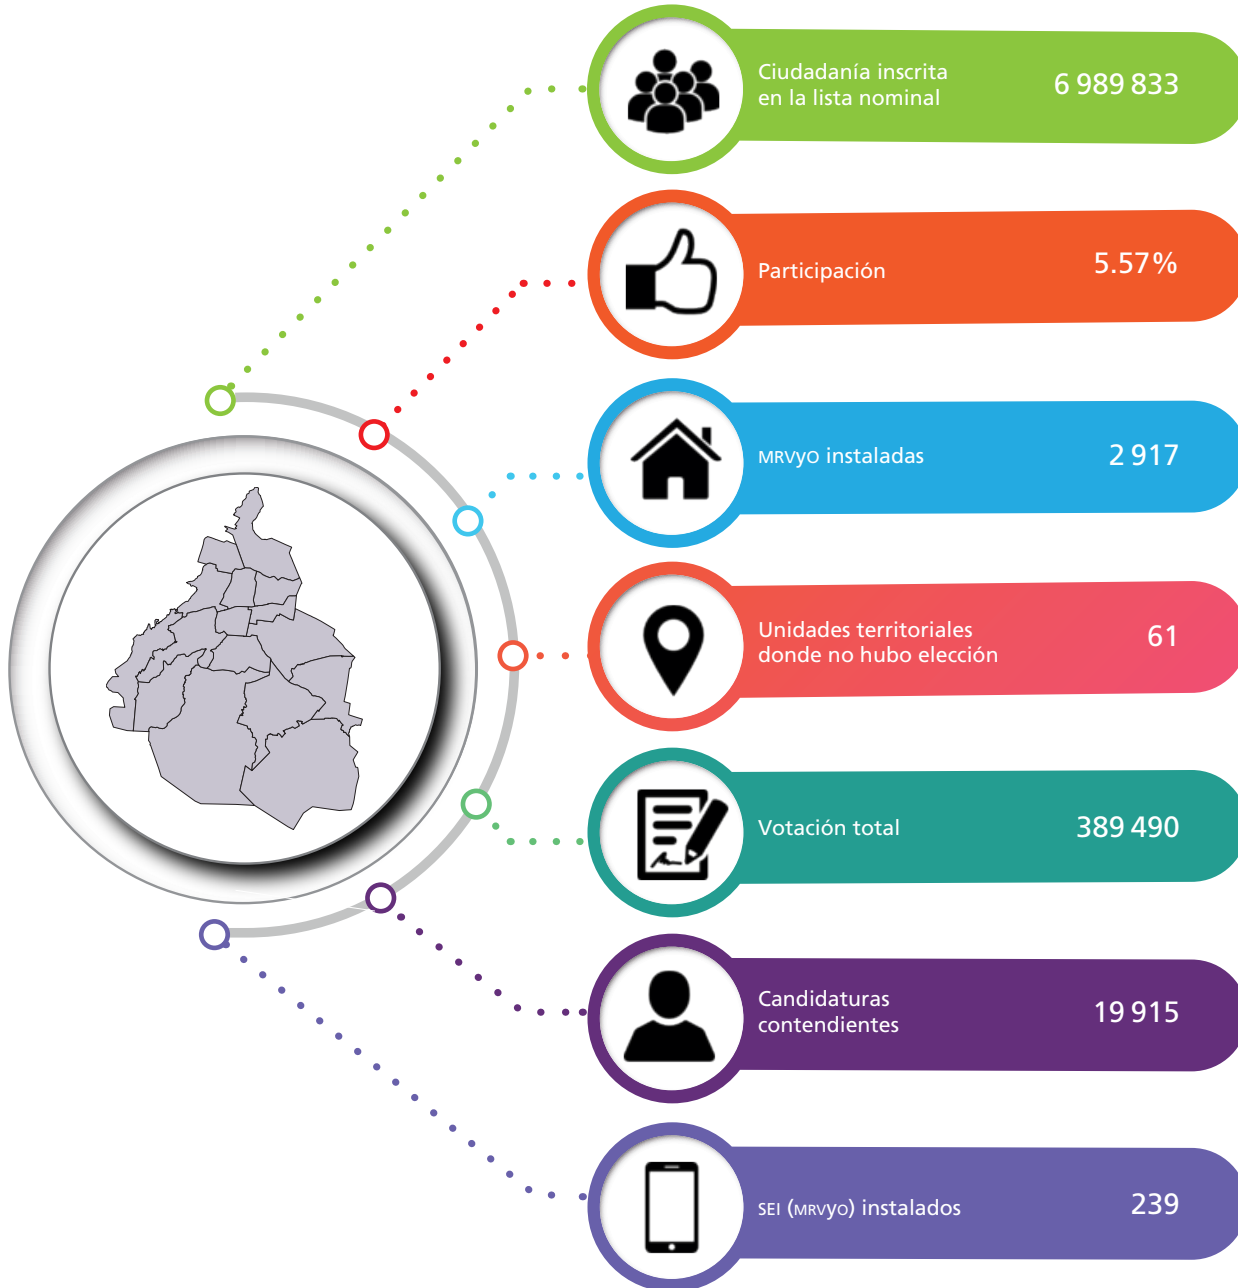 Ciudadanía inscrita
en la lista nominal
6 989 833
Participación
5.57%
MRVyO instaladas
2 917
Unidades territoriales
donde no hubo elección
61
Votación total
389 490
Candidaturas
contendientes
19 915
SEI (MRVyO) instalados
239